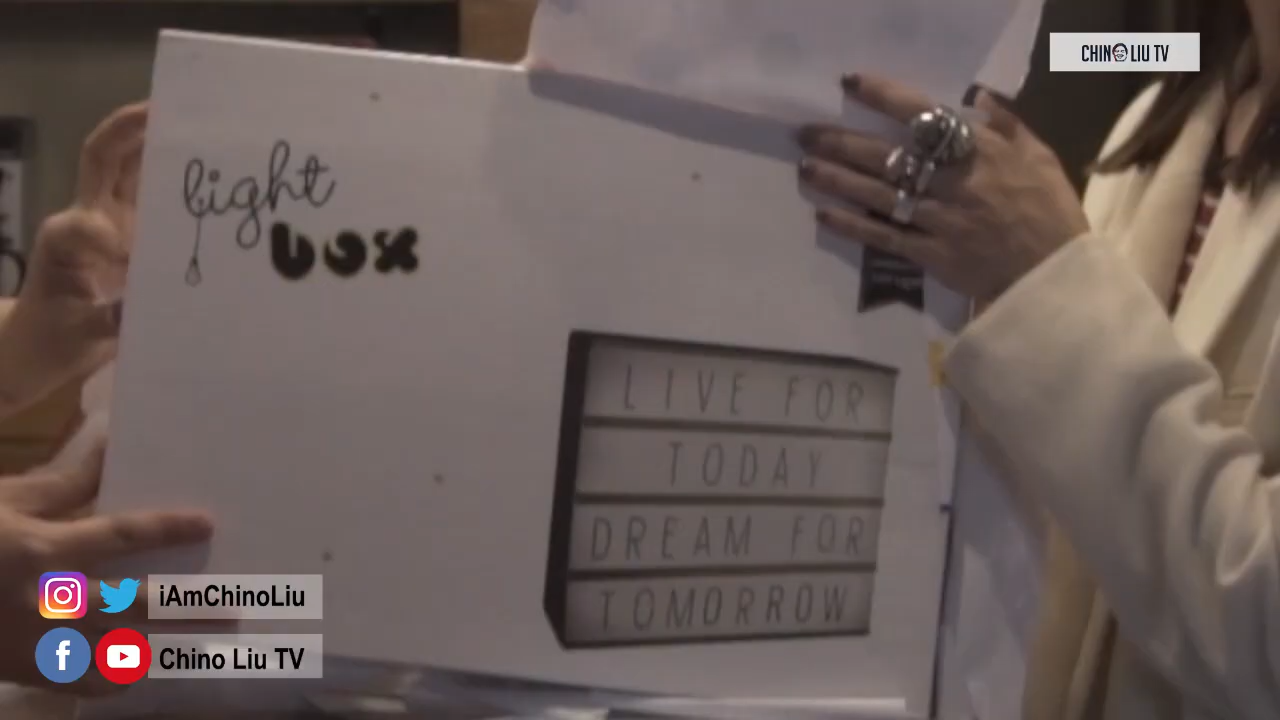 CHINO LIU TV
light
box
LIVE FOR
TODAY
DREAM FOR
TOMORROW
iAmChinoLiu
Chino Liu TV